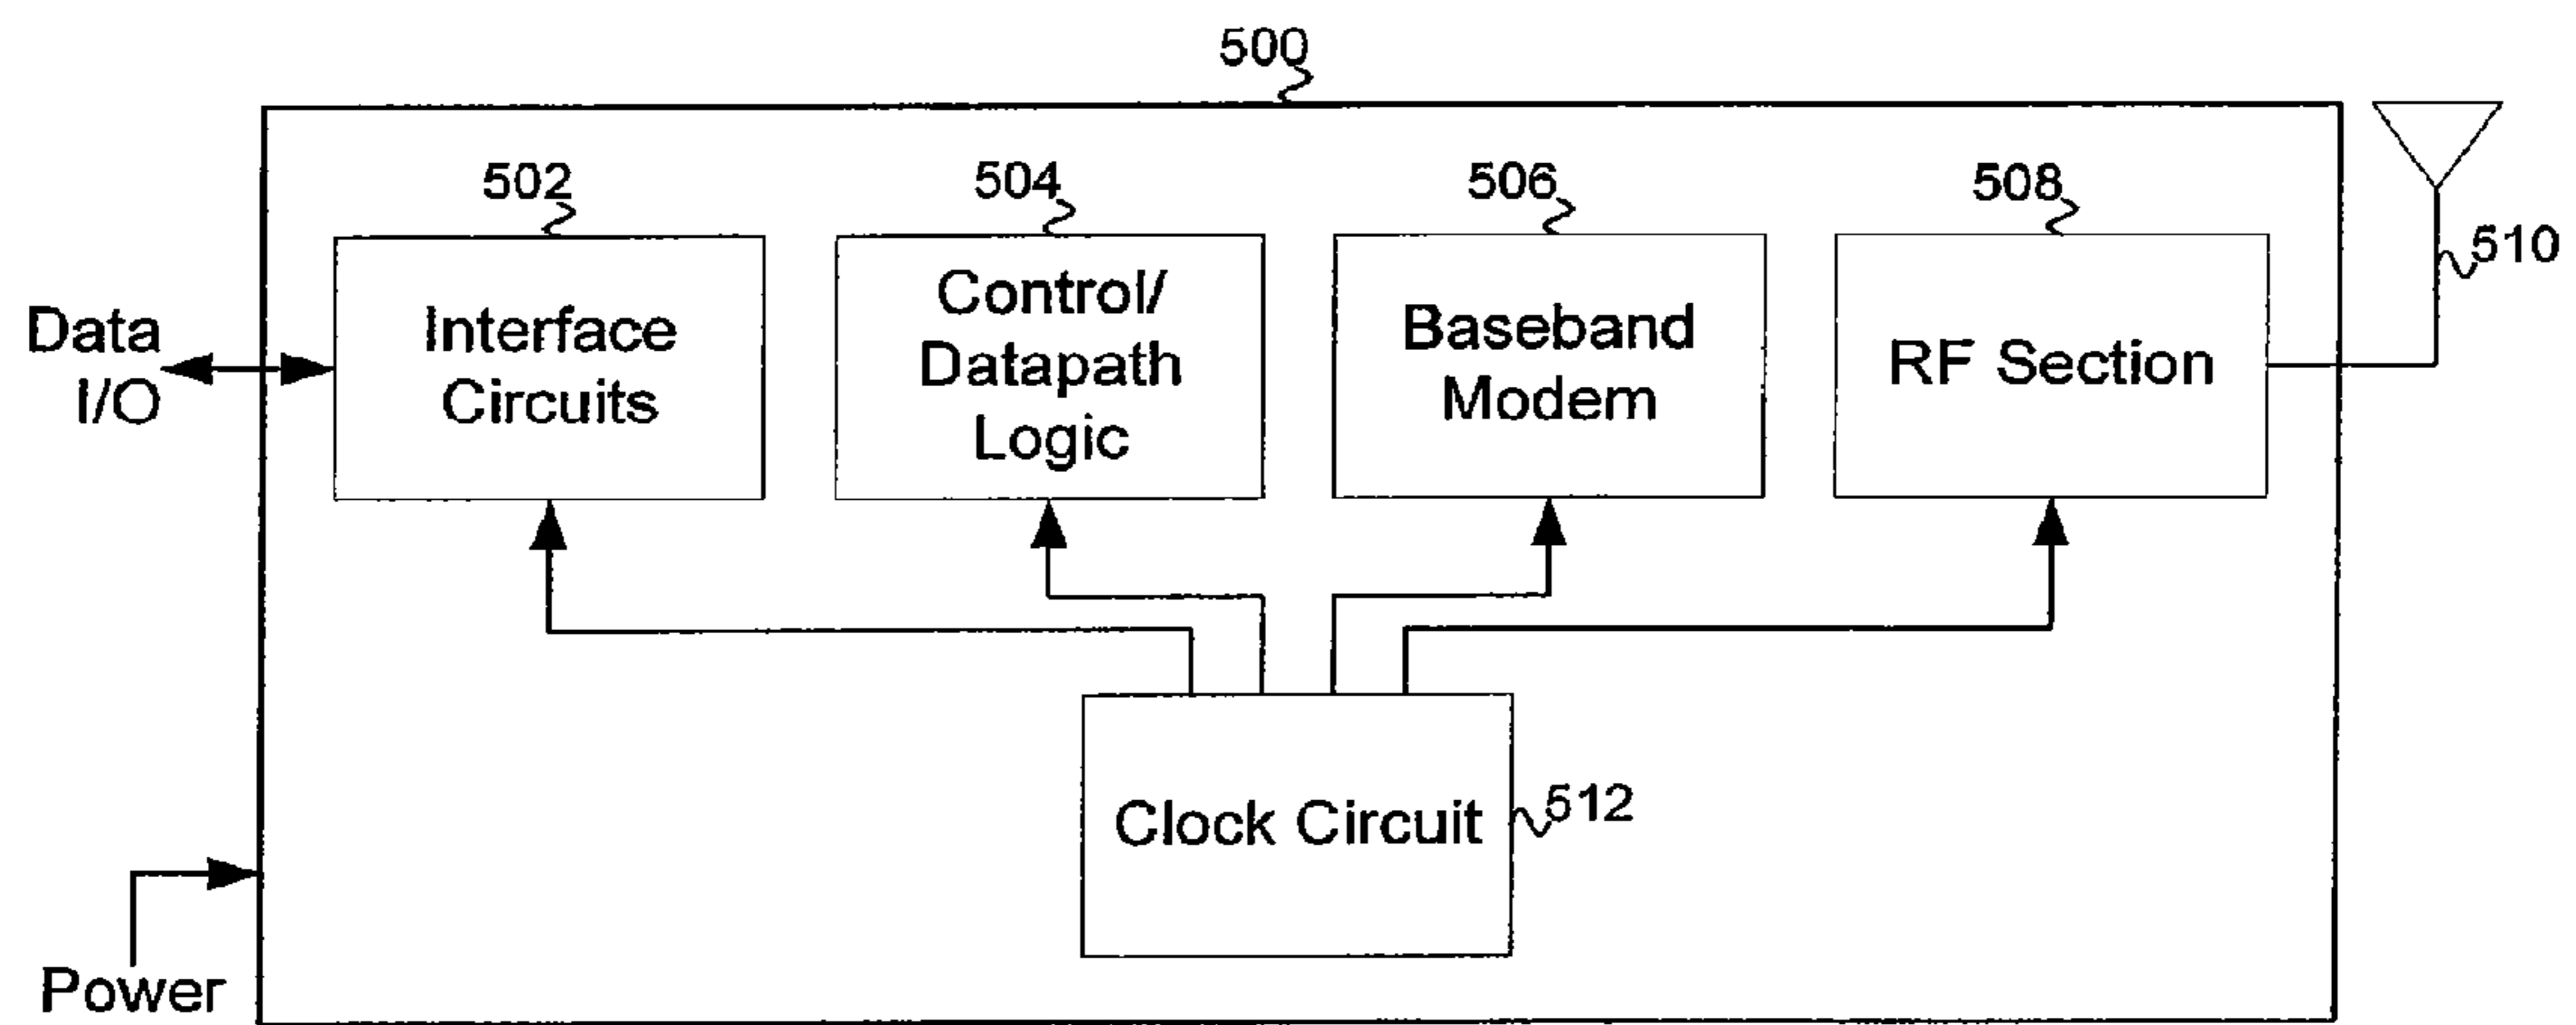 500
502
504
506
508
510
Data
I/O
Interface
Circuits
Control/
Datapath
Logic
Baseband
Modem
RF Section
Clock Circuit
512
Power